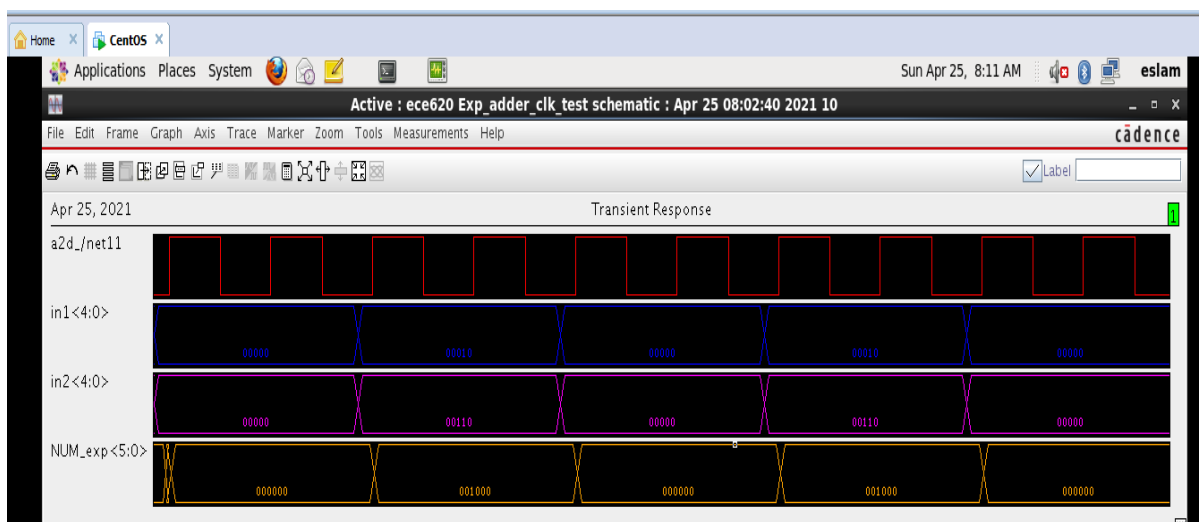 Home × CentOS ×
Applications Places System Sun Apr 25, 8:11 AM eslam
Active : ece620 Exp_adder_clk_test schematic : Apr 25 08:02:40 2021 10
File Edit Frame Graph Axis Trace Marker Zoom Tools Measurements Help cādence
Label
Apr 25, 2021 Transient Response 1
a2d_/net11
in1<4:0>
00000 00010 00000 00010 00000
in2<4:0>
00000 00110 00000 00110 00000
NUM_exp<5:0>
000000 001000 000000 001000 000000